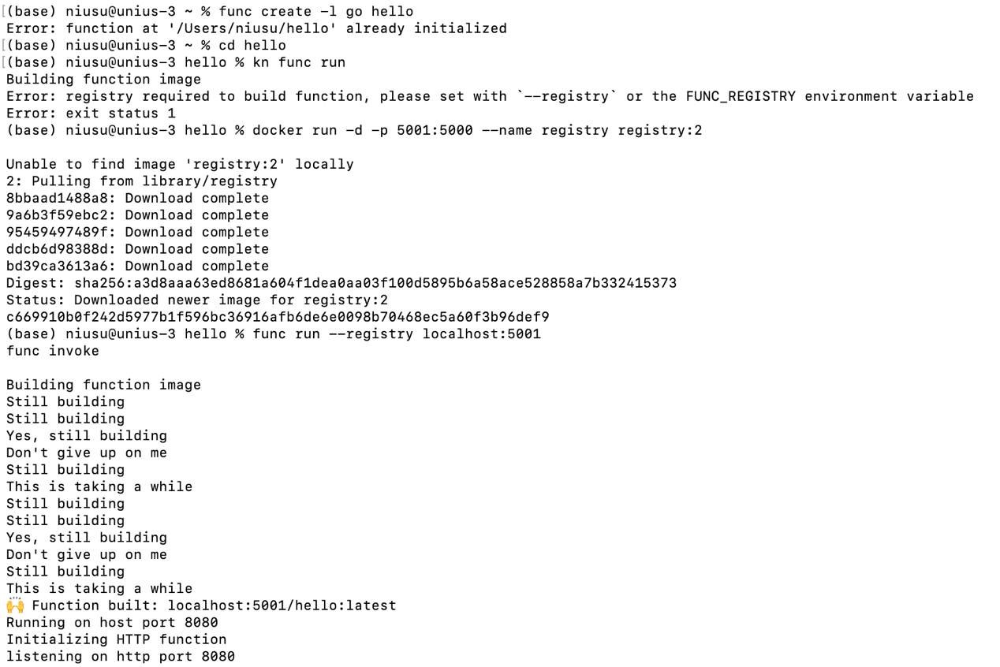 [(base) niusu@unius-3 ~ % func create -l go hello
Error: function at '/Users/niusu/hello' already initialized
[(base) niusu@unius-3 ~ % cd hello
[(base) niusu@unius-3 hello % kn func run
Building function image
Error: registry required to build function, please set with `--registry` or the FUNC_REGISTRY environment variable
Error: exit status 1
(base) niusu@unius-3 hello % docker run -d -p 5001:5000 --name registry registry:2
Unable to find image 'registry:2' locally
2: Pulling from library/registry
8bbaad1488a8: Download complete
9a6b3f59ebc2: Download complete
95459497489f: Download complete
ddcb6d98388d: Download complete
bd39ca3613a6: Download complete
Digest: sha256:a3d8aaa63ed8681a604f1dea0aa03f100d5895b6a58ace528858a7b332415373
Status: Downloaded newer image for registry:2
c669910b0f242d5977b1f596bc36916afb6de6e0098b70468ec5a60f3b96def9
(base) niusu@unius-3 hello % func run --registry localhost:5001
func invoke
Building function image
Still building
Still building
Yes, still building
Don't give up on me
Still building
This is taking a while
Still building
Still building
Yes, still building
Don't give up on me
Still building
This is taking a while
🙌 Function built: localhost:5001/hello:latest
Running on host port 8080
Initializing HTTP function
listening on http port 8080